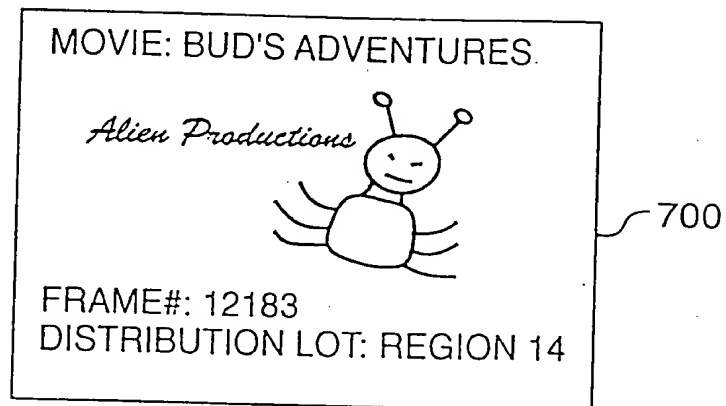 MOVIE: BUD'S ADVENTURES
Alien Productions
700
FRAME#: 12183
DISTRIBUTION LOT: REGION 14